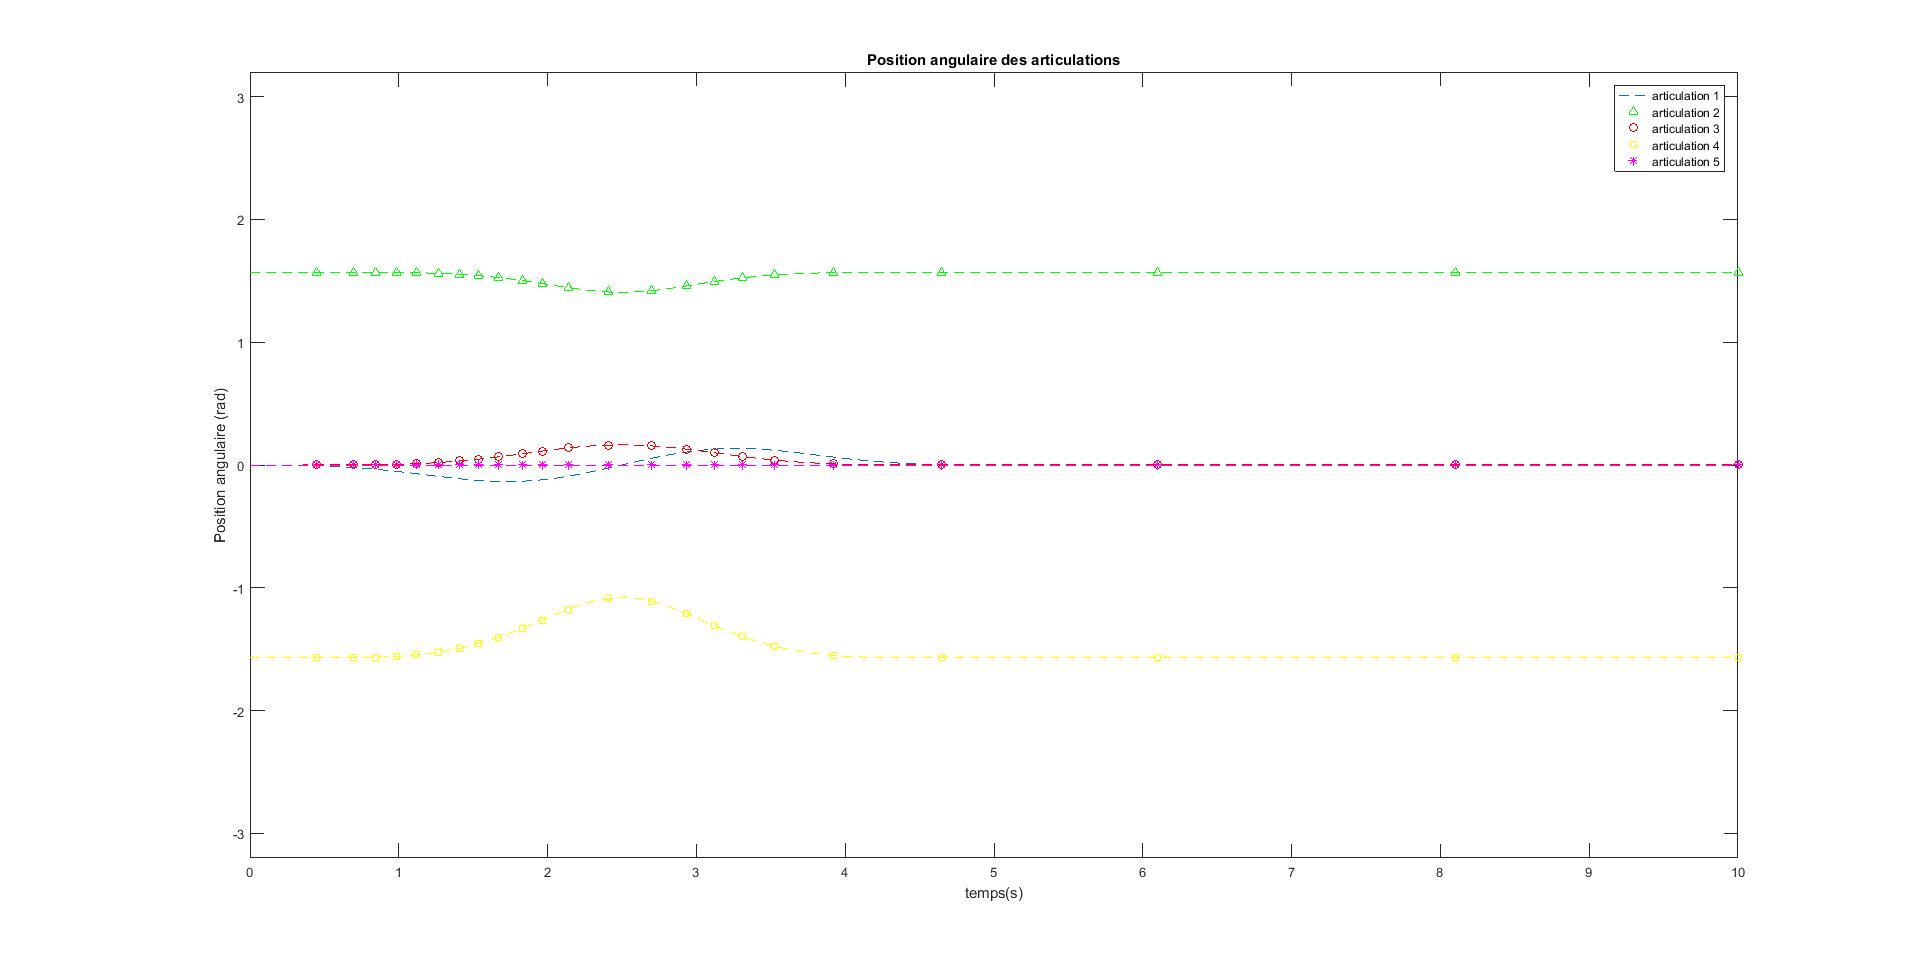 Position angulaire des articulations
articulation 1
articulation 2
articulation 3
articulation 4
articulation 5
3
2
1
0
-1
-2
-3
Position angulaire (rad)
0 1 2 3 4 5 6 7 8 9 10
temps(s)